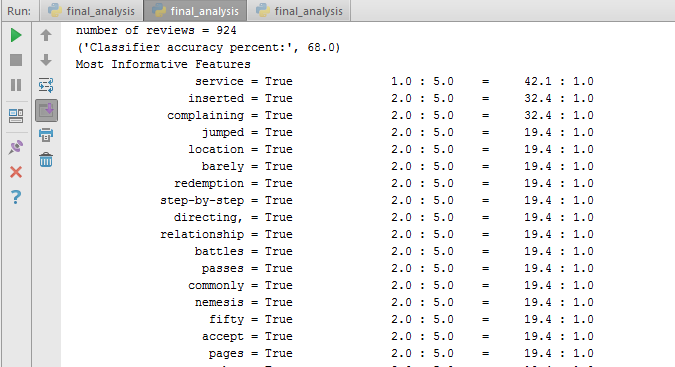 Run: final_analysis final_analysis final_analysis
number of reviews = 924
('Classifier accuracy percent:', 68.0)
Most Informative Features
service = True 1.0 : 5.0 = 42.1 : 1.0
inserted = True 2.0 : 5.0 = 32.4 : 1.0
complaining = True 2.0 : 5.0 = 32.4 : 1.0
jumped = True 2.0 : 5.0 = 19.4 : 1.0
location = True 2.0 : 5.0 = 19.4 : 1.0
barely = True 2.0 : 5.0 = 19.4 : 1.0
redemption = True 2.0 : 5.0 = 19.4 : 1.0
step-by-step = True 2.0 : 5.0 = 19.4 : 1.0
directing, = True 2.0 : 5.0 = 19.4 : 1.0
relationship = True 2.0 : 5.0 = 19.4 : 1.0
battles = True 2.0 : 5.0 = 19.4 : 1.0
passes = True 2.0 : 5.0 = 19.4 : 1.0
commonly = True 2.0 : 5.0 = 19.4 : 1.0
nemesis = True 2.0 : 5.0 = 19.4 : 1.0
fifty = True 2.0 : 5.0 = 19.4 : 1.0
accept = True 2.0 : 5.0 = 19.4 : 1.0
pages = True 2.0 : 5.0 = 19.4 : 1.0